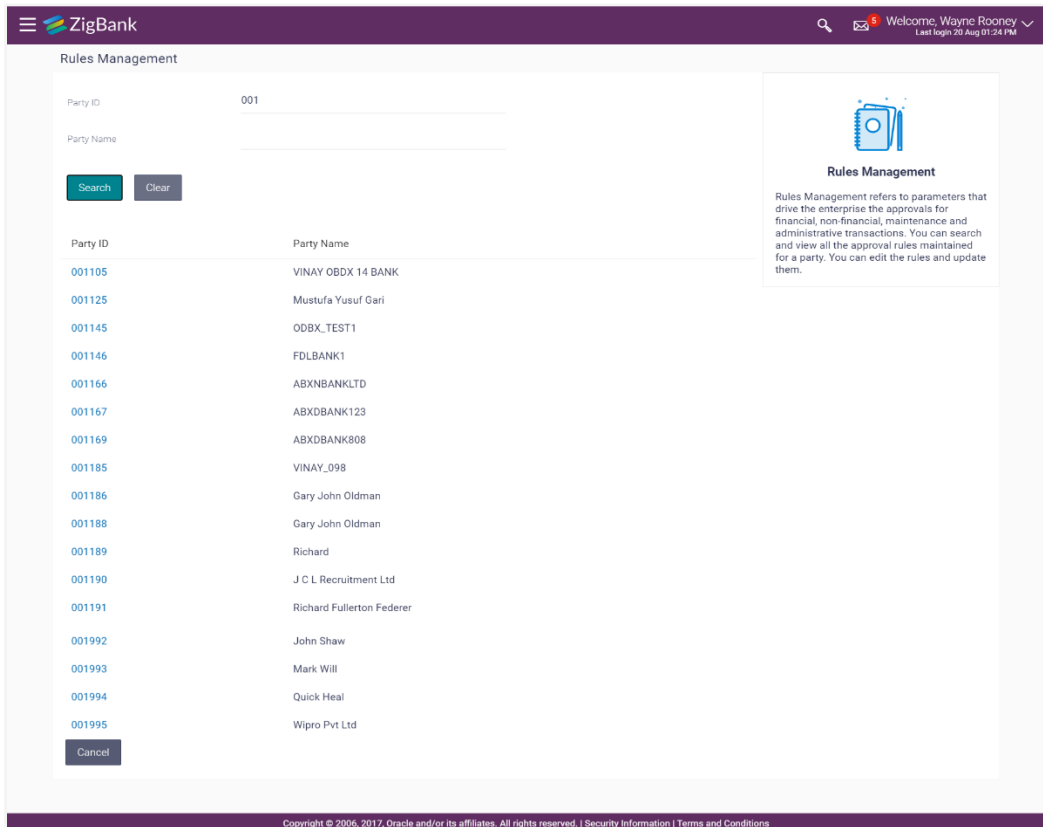 ZigBank
5
Welcome, Wayne Rooney
Last login 20 Aug 01:24 PM
Rules Management
Party ID 001
Party Name
Search Clear
Rules Management
Rules Management refers to parameters that
drive the enterprise the approvals for
financial, non-financial, maintenance and
administrative transactions. You can search
and view all the approval rules maintained
for a party. You can edit the rules and update
them.
Party ID Party Name
001105 VINAY OBDX 14 BANK
001125 Mustufa Yusuf Gari
001145 ODBX_TEST1
001146 FDLBANK1
001166 ABXNBANKLTD
001167 ABXDBANK123
001169 ABXDBANK808
001185 VINAY_098
001186 Gary John Oldman
001188 Gary John Oldman
001189 Richard
001190 J C L Recruitment Ltd
001191 Richard Fullerton Federer
001992 John Shaw
001993 Mark Will
001994 Quick Heal
001995 Wipro Pvt Ltd
Cancel
Copyright © 2006, 2017, Oracle and/or its affiliates. All rights reserved. | Security Information | Terms and Conditions